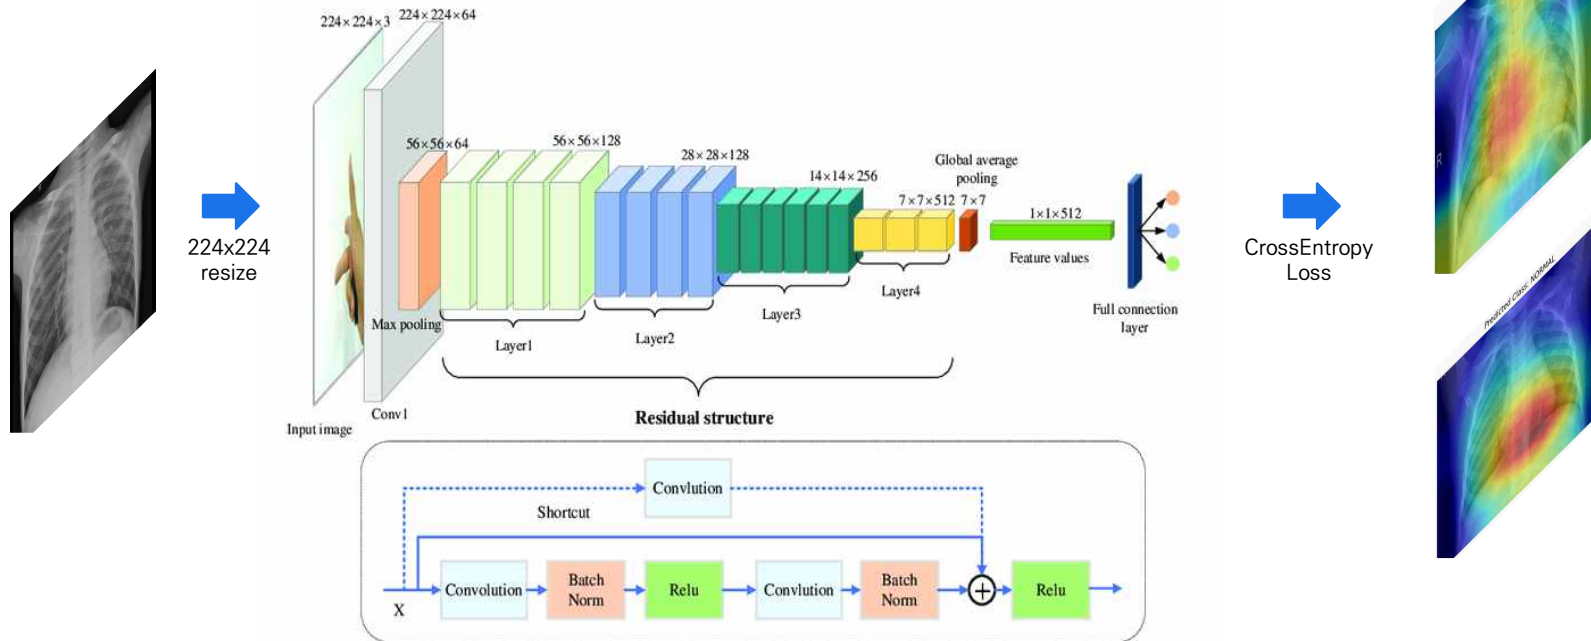 224×224×3
224×224×64
56×56×64
56×56×128
28×28×128
14×14×256
7×7×512
7×7
Global average
pooling
1×1×512
224x224
resize
CrossEntropy
Loss
R
Feature values
Max pooling
Layer1
Layer2
Layer3
Layer4
Full connection
layer
Conv1
Input image
Predicted Class: NORMAL
Residual structure
Convlution
Shortcut
X
Convolution
Batch
Norm
Relu
Convlution
Batch
Norm
+
Relu